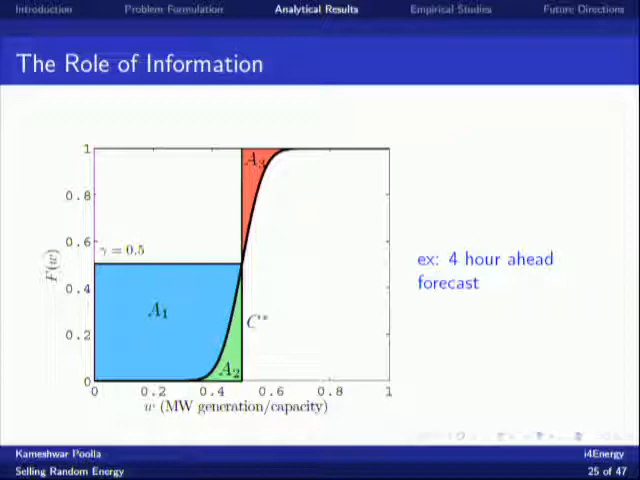 Introduction Problem Formulation Analytical Results Empirical Studies Future Directions
The Role of Information
1
0.8
0.6
0.4
0.2
0
F(w)
γ = 0.5
A₁
A₂
A₃
C*
ex: 4 hour ahead
forecast
0 0.2 0.4 0.6 0.8 1
w (MW generation/capacity)
Kameshwar Poolla i4Energy
Selling Random Energy 25 of 47